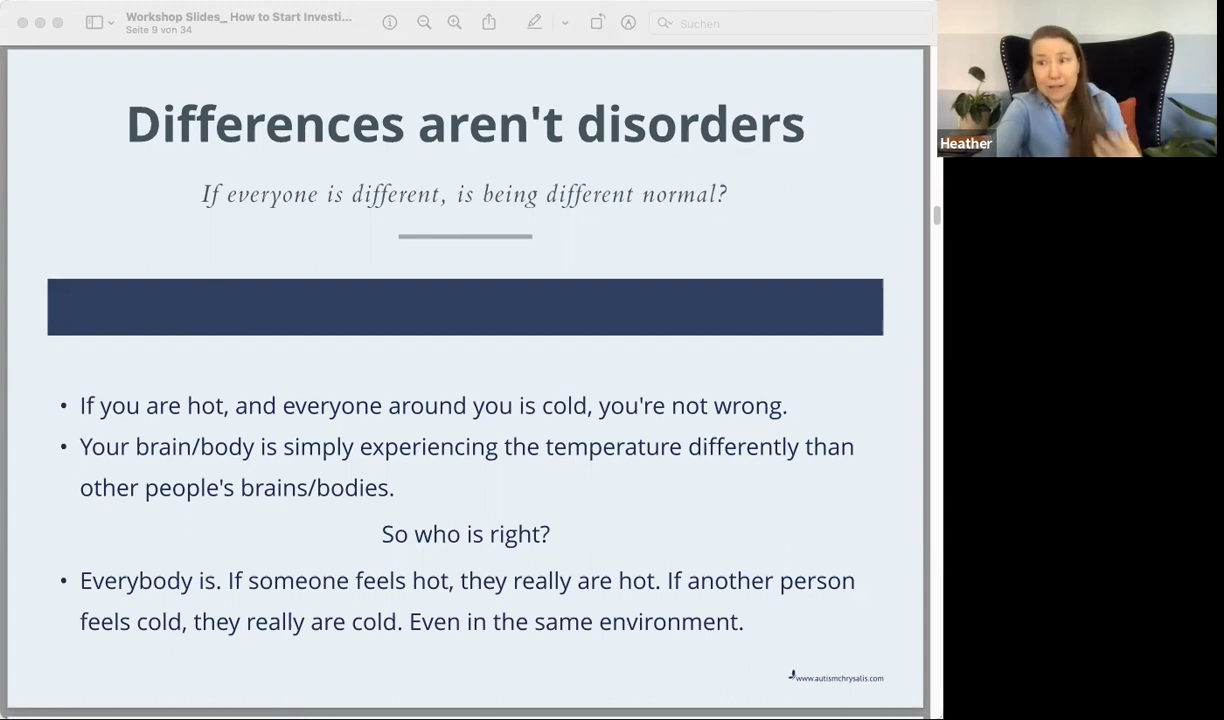 Workshop Slides_ How to Start Investi...
Seite 9 von 34
Suchen
Heather
Differences aren't disorders
If everyone is different, is being different normal?
• If you are hot, and everyone around you is cold, you're not wrong.
• Your brain/body is simply experiencing the temperature differently than
other people's brains/bodies.
So who is right?
• Everybody is. If someone feels hot, they really are hot. If another person
feels cold, they really are cold. Even in the same environment.
www.autismchrysalis.com